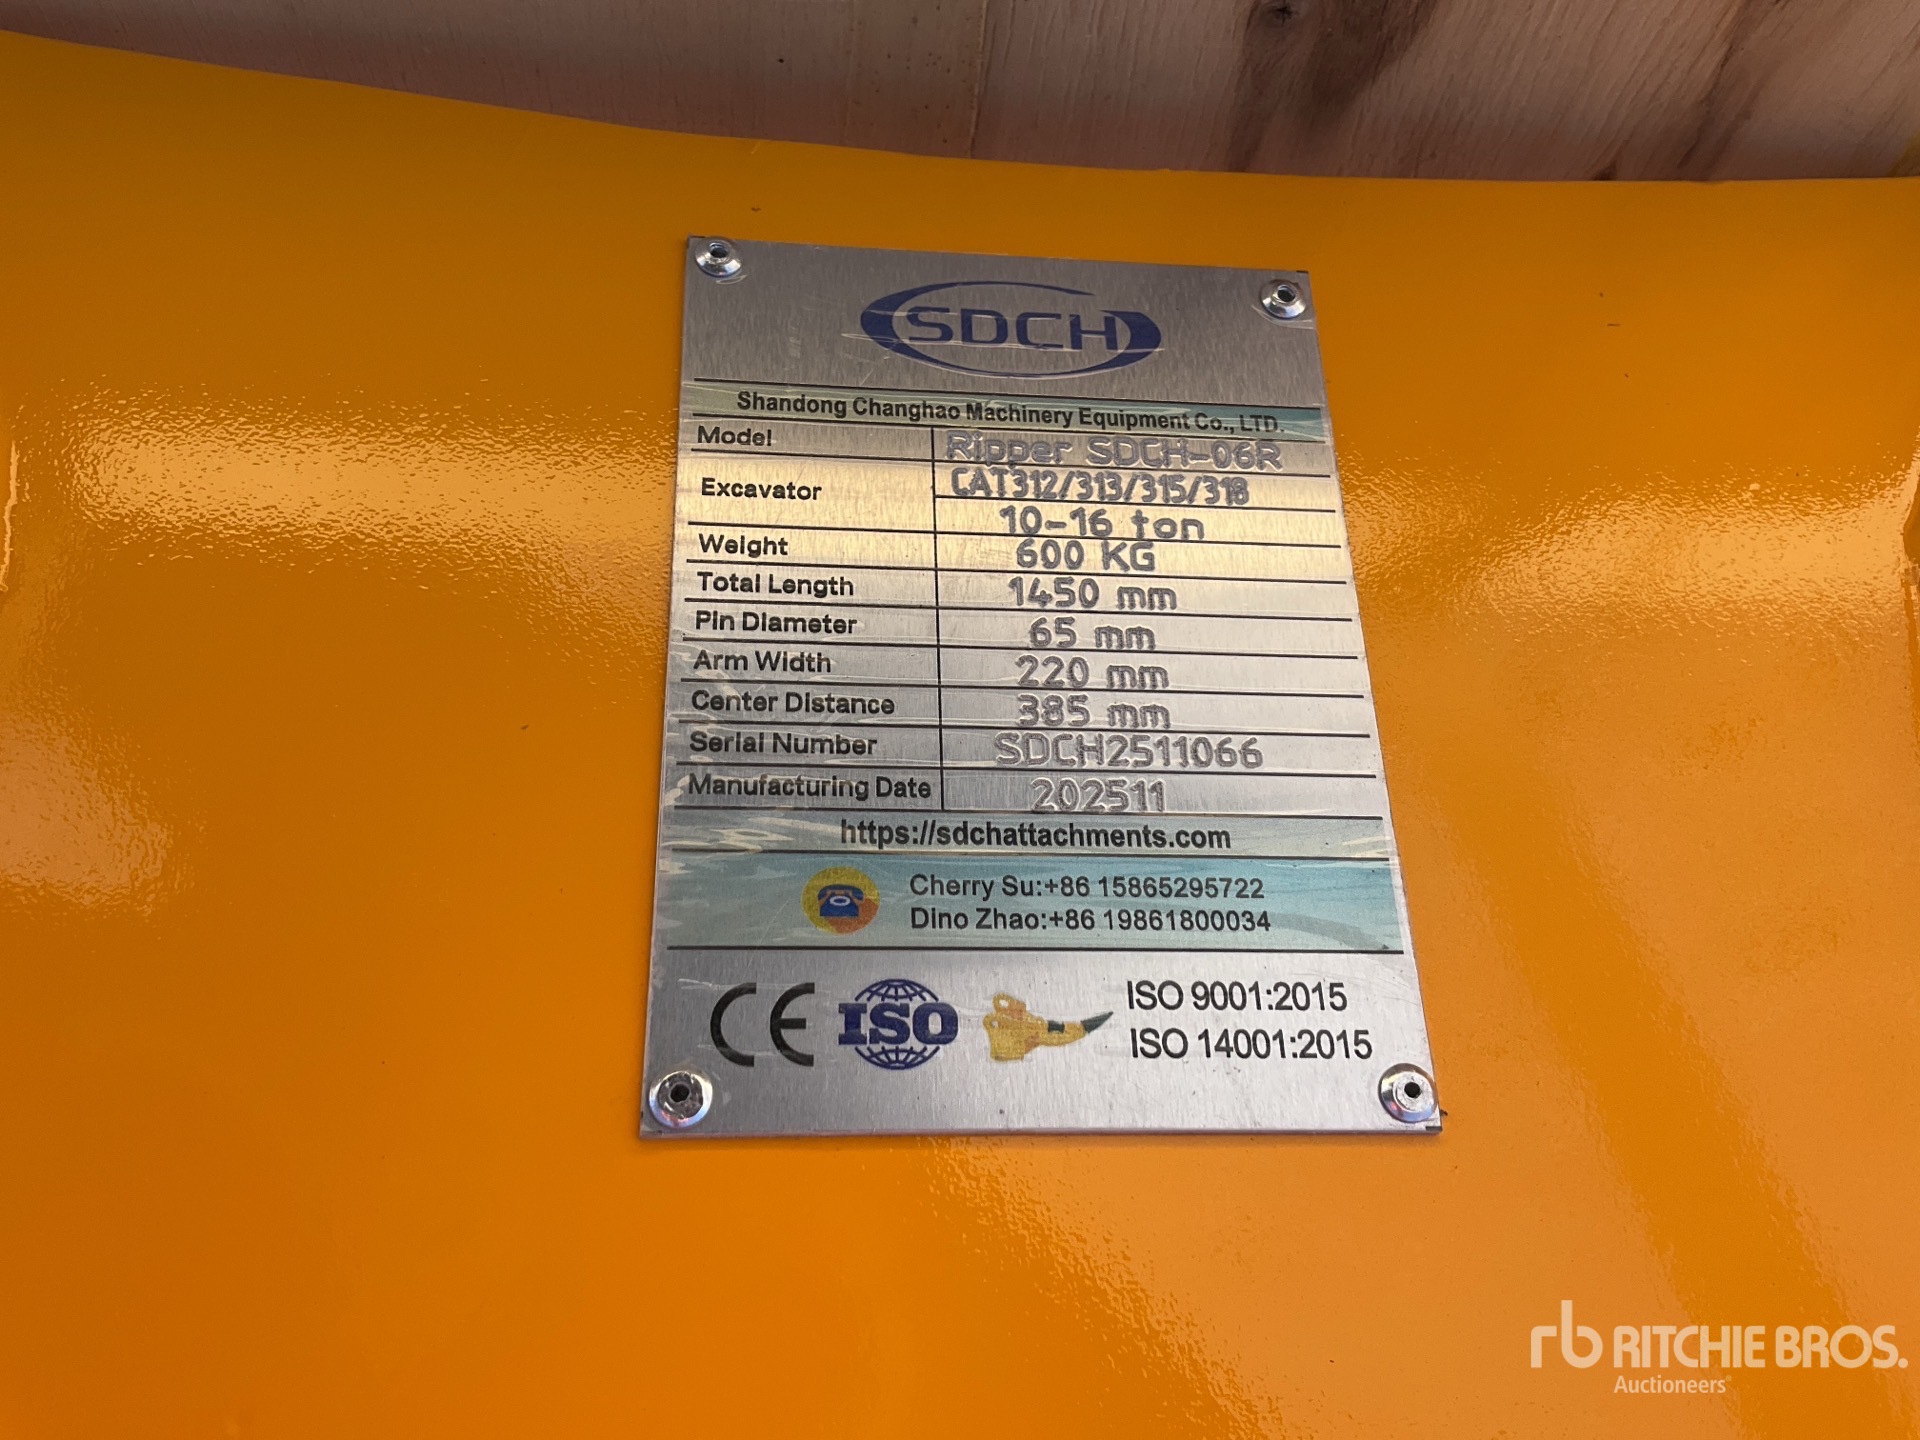 SDCH
Shandong Changhao Machinery Equipment Co., LTD.
Model Ripper SDCH-06R
Excavator CAT312/313/315/318
10-16 ton
Weight 600 KG
Total Length 1450 mm
Pin Diameter 65 mm
Arm Width 220 mm
Center Distance 385 mm
Serial Number SDCH2511066
Manufacturing Date 202511
https://sdchattachments.com
Cherry Su:+86 15865295722
Dino Zhao:+86 19861800034
CE ISO ISO 9001:2015
ISO 14001:2015
rb RITCHIE BROS.
Auctioneers